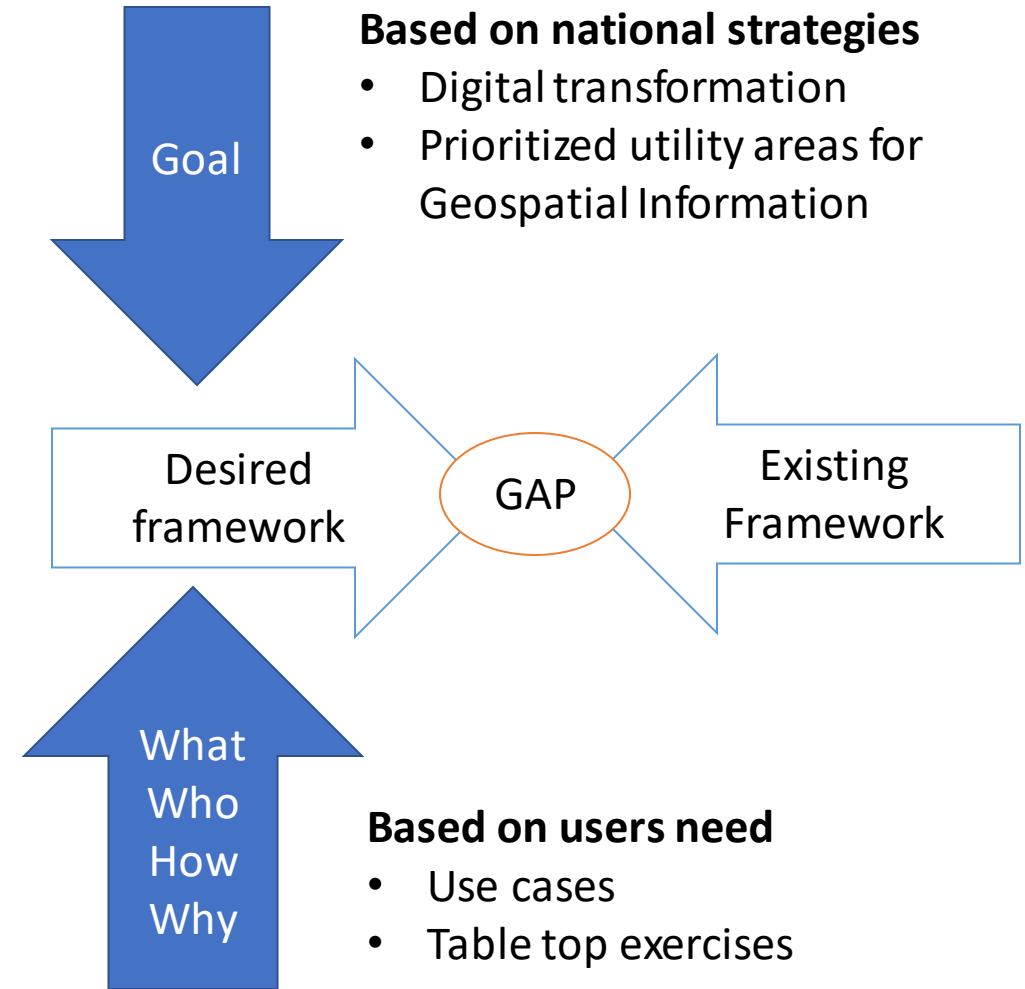 Based on national strategies
• Digital transformation
• Prioritized utility areas for
Geospatial Information
Goal
Desired
framework
GAP
Existing
Framework
What
Who
How
Why
Based on users need
• Use cases
• Table top exercises